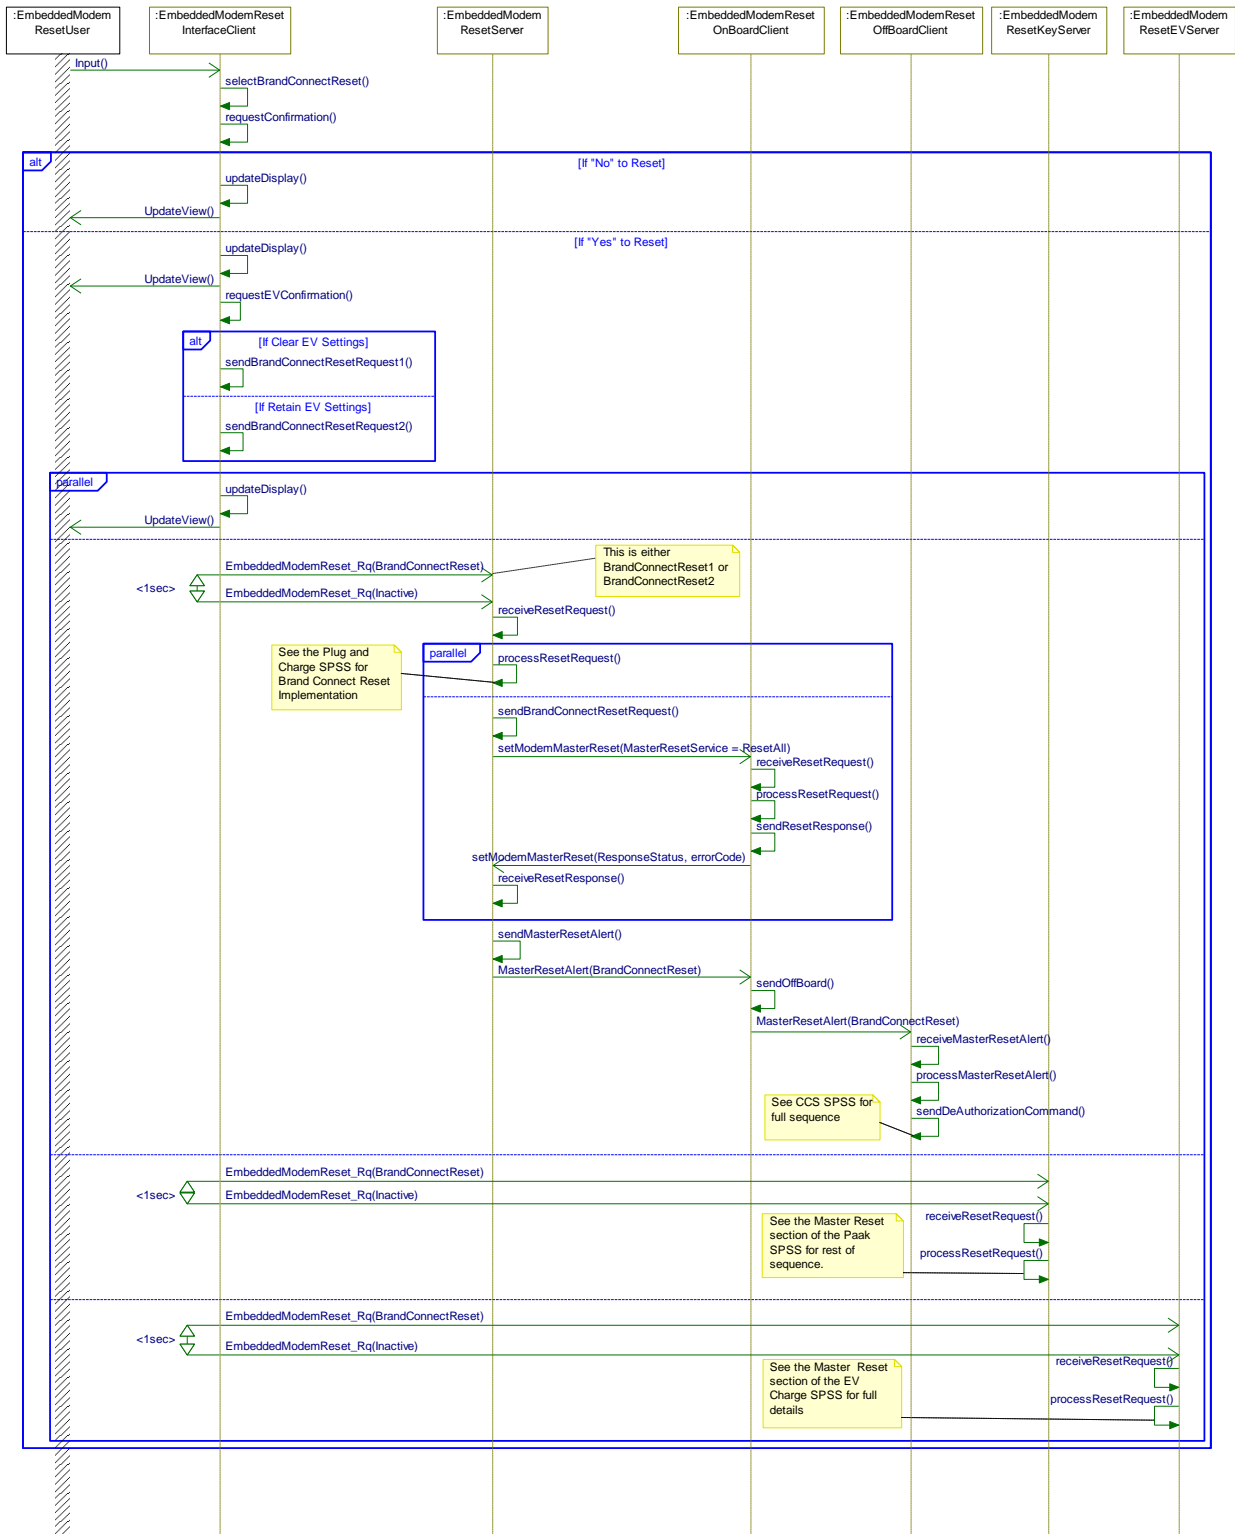 :EmbeddedModem
ResetUser
:EmbeddedModemReset
InterfaceClient
:EmbeddedModem
ResetServer
:EmbeddedModemReset
OnBoardClient
:EmbeddedModemReset
OffBoardClient
:EmbeddedModem
ResetKeyServer
:EmbeddedModem
ResetEVServer
Input()
selectBrandConnectReset()
requestConfirmation()
alt
[If "No" to Reset]
updateDisplay()
UpdateView()
[If "Yes" to Reset]
updateDisplay()
UpdateView()
requestEVConfirmation()
alt
[If Clear EV Settings]
sendBrandConnectResetRequest1()
[If Retain EV Settings]
sendBrandConnectResetRequest2()
parallel
updateDisplay()
UpdateView()
This is either
BrandConnectReset1 or
BrandConnectReset2
EmbeddedModemReset_Rq(BrandConnectReset)
<1sec>
EmbeddedModemReset_Rq(Inactive)
receiveResetRequest()
See the Plug and
Charge SPSS for
Brand Connect Reset
Implementation
parallel
processResetRequest()
sendBrandConnectResetRequest()
setModemMasterReset(MasterResetService = ResetAll)
receiveResetRequest()
processResetRequest()
sendResetResponse()
setModemMasterReset(ResponseStatus, errorCode)
receiveResetResponse()
sendMasterResetAlert()
MasterResetAlert(BrandConnectReset)
sendOffBoard()
MasterResetAlert(BrandConnectReset)
receiveMasterResetAlert()
processMasterResetAlert()
See CCS SPSS for
full sequence
sendDeAuthorizationCommand()
EmbeddedModemReset_Rq(BrandConnectReset)
<1sec>
EmbeddedModemReset_Rq(Inactive)
receiveResetRequest()
See the Master Reset
section of the Paak
SPSS for rest of
sequence.
processResetRequest()
EmbeddedModemReset_Rq(BrandConnectReset)
<1sec>
EmbeddedModemReset_Rq(Inactive)
receiveResetRequest()
See the Master  Reset
section of the EV
Charge SPSS for full
details
processResetRequest()